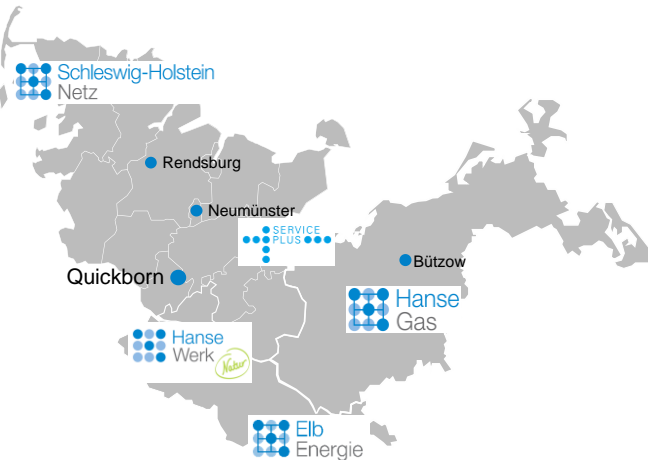 Schleswig-Holstein
Netz
Rendsburg
Neumünster
SERVICE
PLUS
Bützow
Quickborn
Hanse
Gas
Hanse
Werk
Natur
Elb
Energie